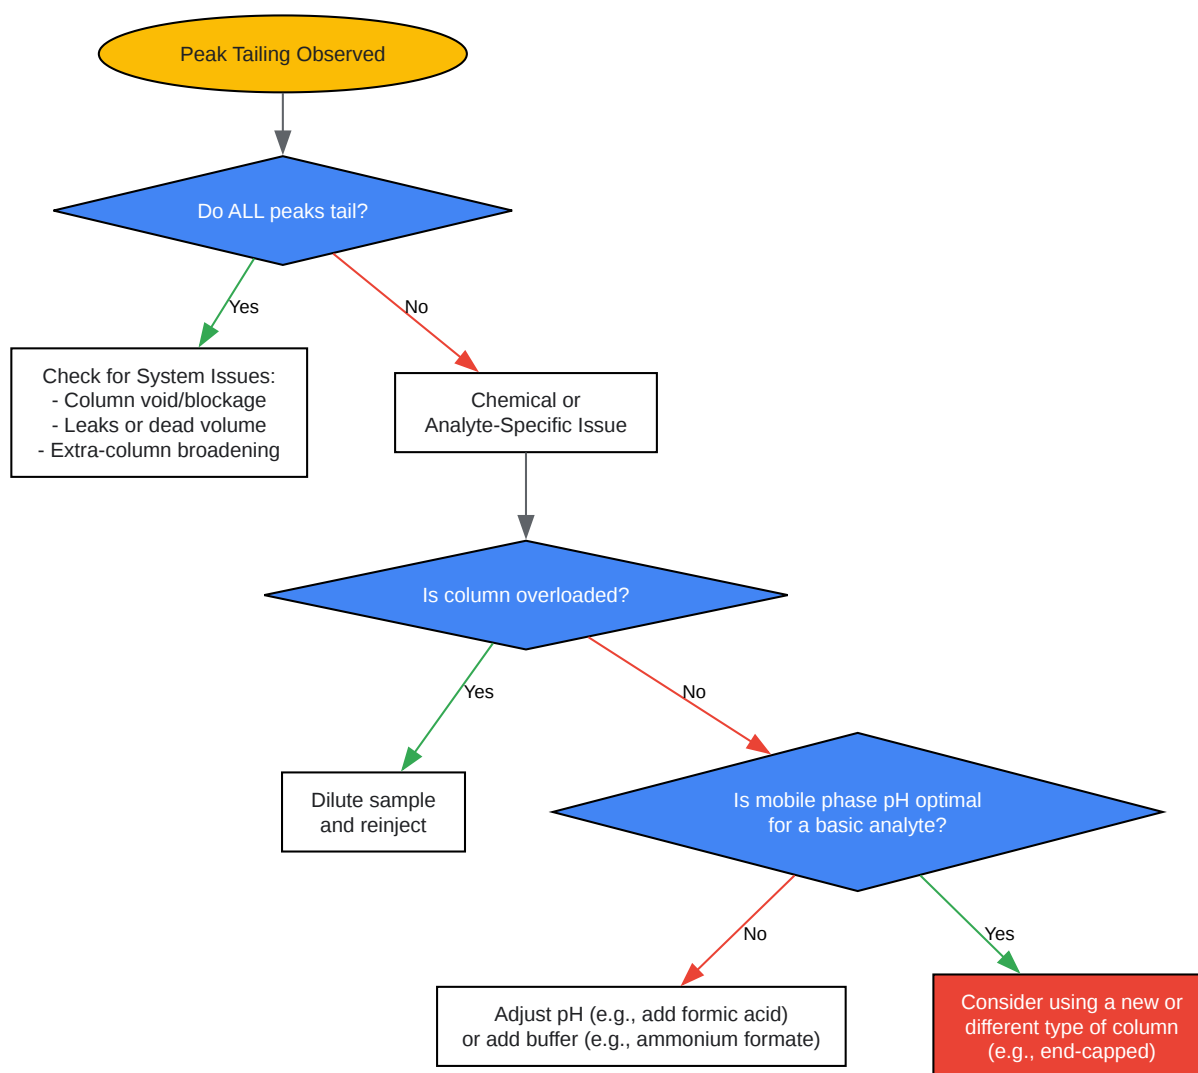 Peak Tailing Observed
Do ALL peaks tail?
Yes
No
Check for System Issues:
- Column void/blockage
- Leaks or dead volume
- Extra-column broadening
Chemical or
Analyte-Specific Issue
Is column overloaded?
Yes
No
Dilute sample
and reinject
Is mobile phase pH optimal
for a basic analyte?
No
Yes
Adjust pH (e.g., add formic acid)
or add buffer (e.g., ammonium formate)
Consider using a new or
different type of column
(e.g., end-capped)